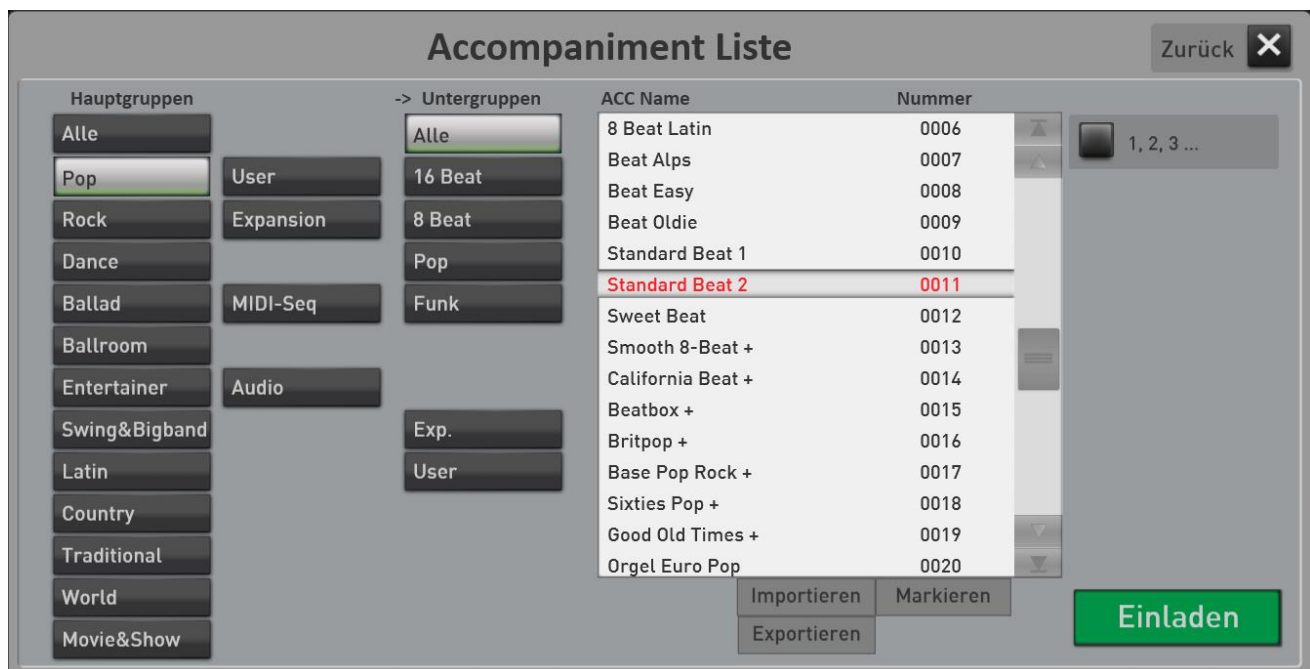 Accompaniment Liste
Zurück
Hauptgruppen
-> Untergruppen
ACC Name Nummer
Alle
Pop
Rock
Dance
Ballad
Ballroom
Entertainer
Swing&Bigband
Latin
Country
Traditional
World
Movie&Show
User
Expansion
MIDI-Seq
Audio
Alle
16 Beat
8 Beat
Pop
Funk
Exp.
User
8 Beat Latin 0006
Beat Alps 0007
Beat Easy 0008
Beat Oldie 0009
Standard Beat 1 0010
Standard Beat 2 0011
Sweet Beat 0012
Smooth 8-Beat + 0013
California Beat + 0014
Beatbox + 0015
Britpop + 0016
Base Pop Rock + 0017
Sixties Pop + 0018
Good Old Times + 0019
Orgel Euro Pop 0020
1, 2, 3 ...
Importieren Markieren
Exportieren
Einladen